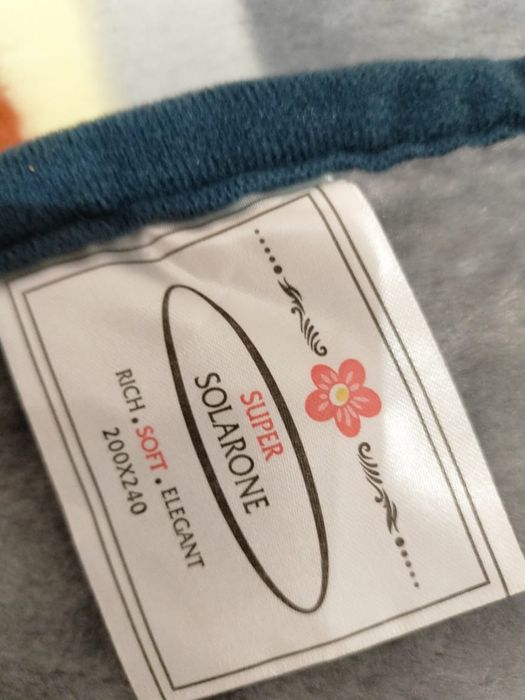 SUPER
SOLARONE
RICH . SOFT . ELEGANT
200X240